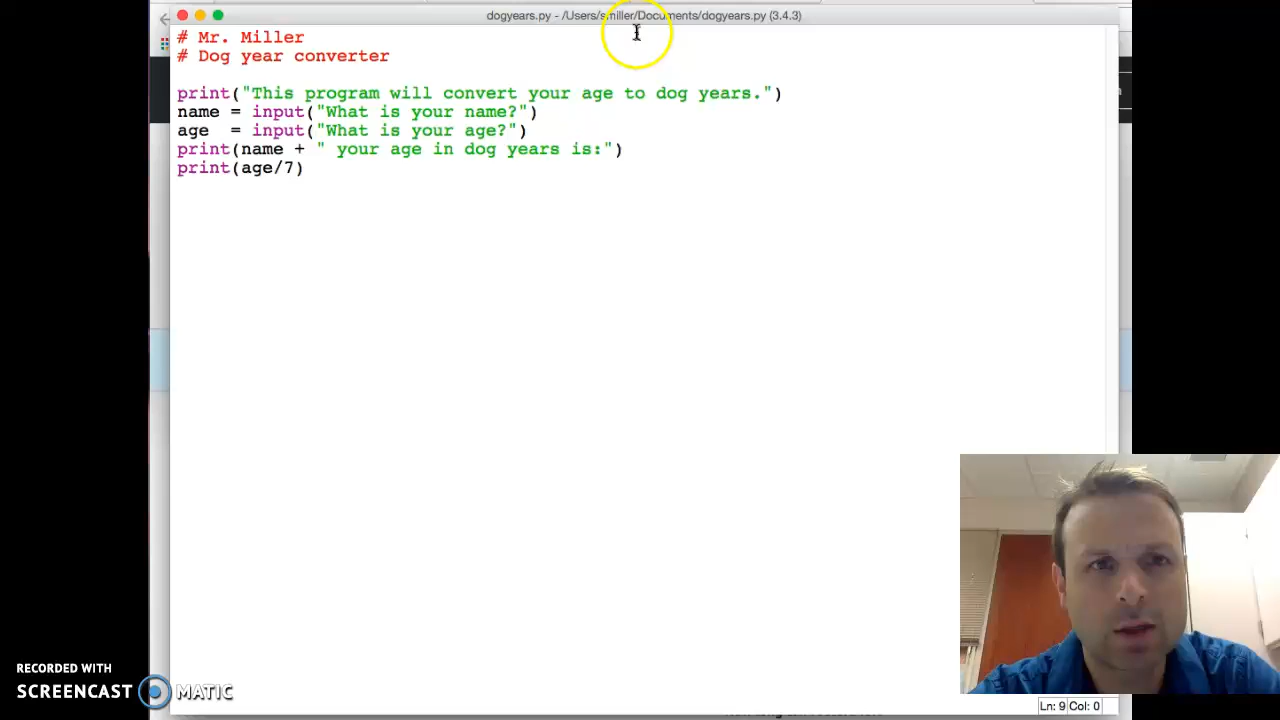 dogyears.py - /Users/smiller/Documents/dogyears.py (3.4.3)
# Mr. Miller
# Dog year converter
print("This program will convert your age to dog years.")
name = input("What is your name?")
age  = input("What is your age?")
print(name + " your age in dog years is:")
print(age/7)
RECORDED WITH
SCREENCAST MATIC
Ln: 9 Col: 0